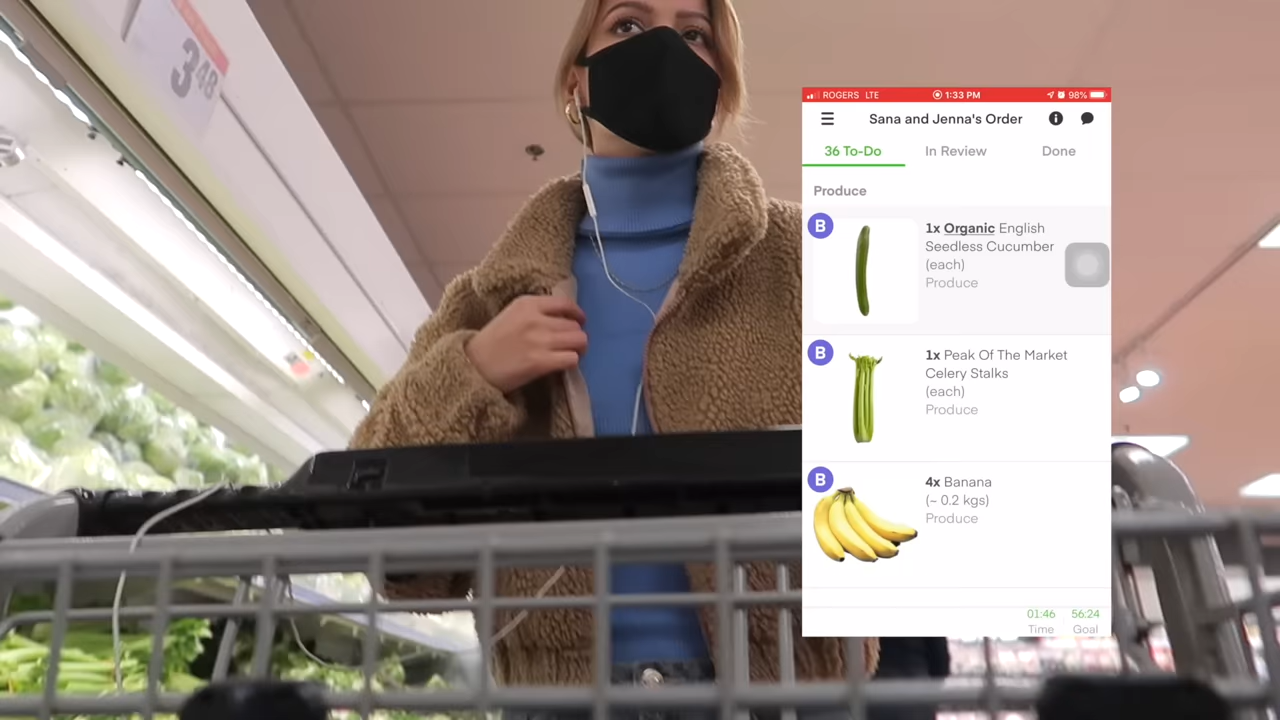 3 48
ROGERS LTE 1:33 PM 98%
Sana and Jenna's Order
36 To-Do In Review Done
Produce
B
1x Organic English
Seedless Cucumber
(each)
Produce
B
1x Peak Of The Market
Celery Stalks
(each)
Produce
B
4x Banana
(~ 0.2 kgs)
Produce
01:46 56:24
Time Goal